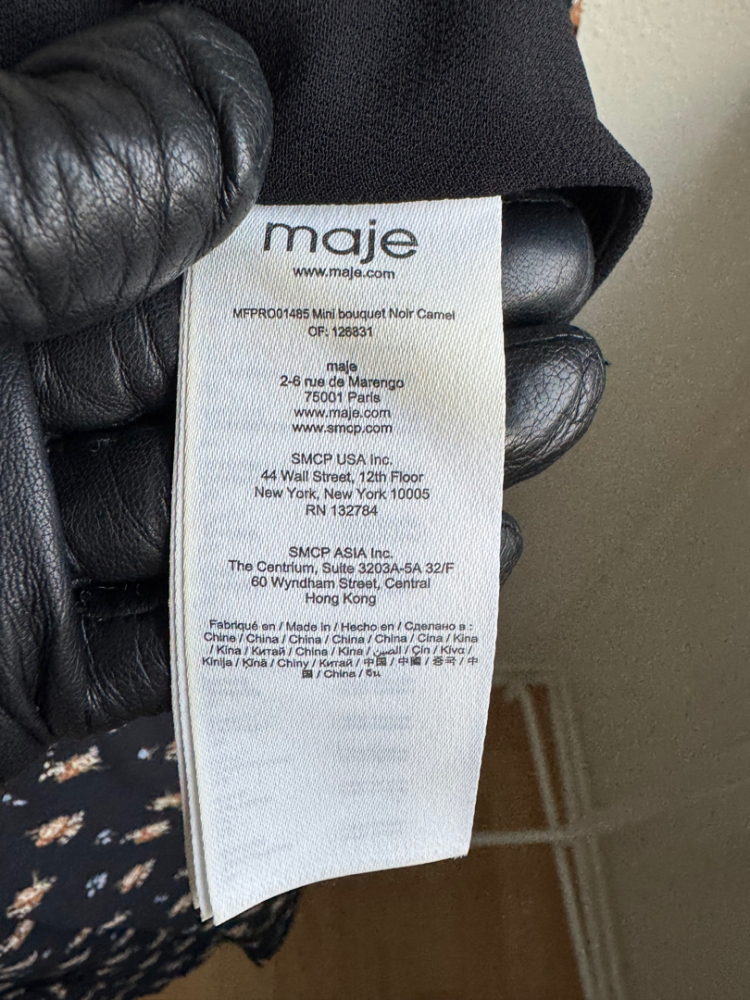 maje
www.maje.com
MFPRO01485 Mini bouquet Noir Camel
OF: 126831
maje
2-6 rue de Marengo
75001 Paris
www.maje.com
www.smcp.com
SMCP USA Inc.
44 Wall Street, 12th Floor
New York, New York 10005
RN 132784
SMCP ASIA Inc.
The Centrium, Suite 3203A-5A 32/F
60 Wyndham Street, Central
Hong Kong
Fabriqué en / Made in / Hecho en / Сделано в :
Chine / China / China / China / China / Cina / Kina
/ Kina / Китай / China / Kina / الصين / Çin / Κίνα /
Kinija / Ķīnā / Chiny / Китай / 中国 / 中國 / 중국 / 中
国 / China / จีน